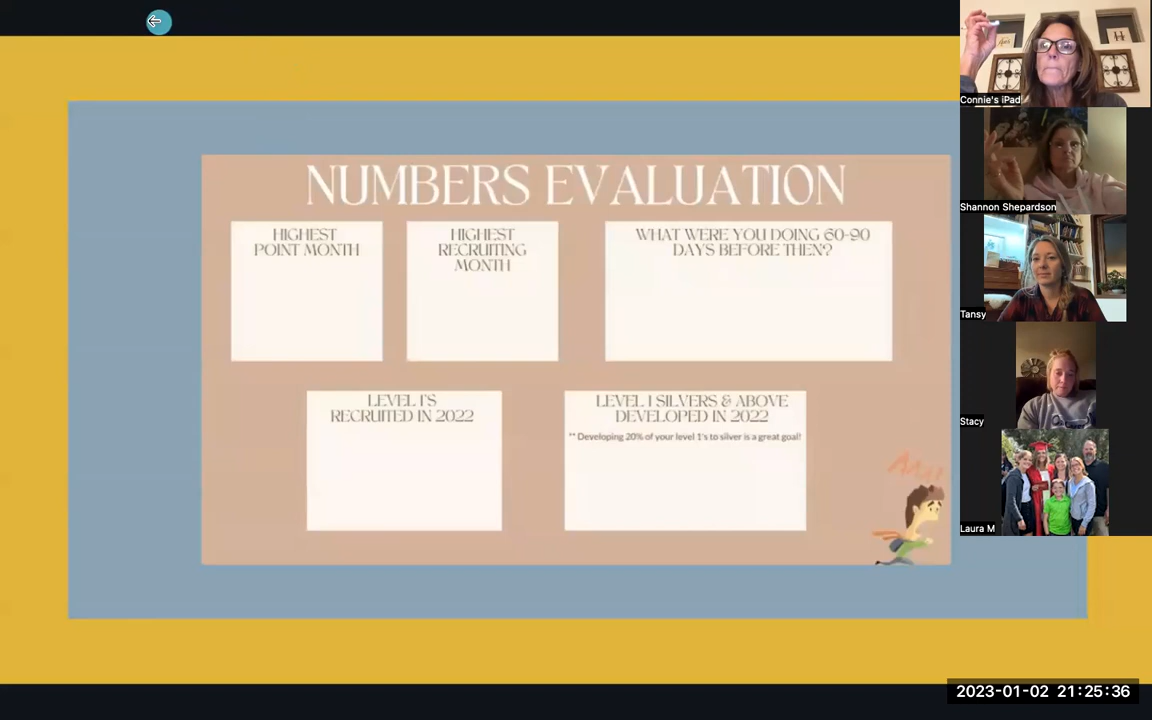 NUMBERS EVALUATION
HIGHEST
POINT MONTH
HIGHEST
RECRUITING
MONTH
WHAT WERE YOU DOING 60-90
DAYS BEFORE THEN?
LEVEL 1'S
RECRUITED IN 2022
LEVEL 1 SILVERS & ABOVE
DEVELOPED IN 2022
** Developing 20% of your level 1's to silver is a great goal!
Connie's iPad
Shannon Shepardson
Tansy
Stacy
Laura M
2023-01-02 21:25:36